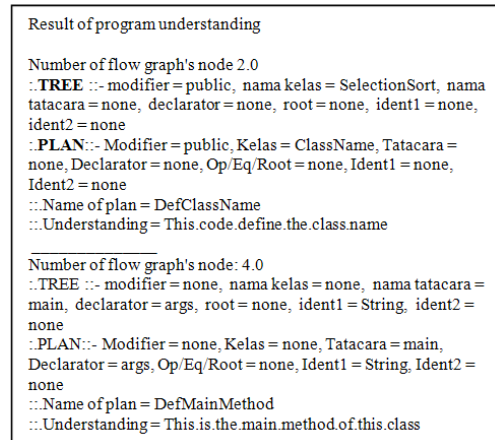 Result of program understanding
Number of flow graph's node 2.0
:.TREE ::- modifier = public, nama kelas = SelectionSort, nama
tatacara = none, declarator = none, root = none, ident1 = none,
ident2 = none
:.PLAN::- Modifier = public, Kelas = ClassName, Tatacara =
none, Declarator = none, Op/Eq/Root = none, Ident1 = none,
Ident2 = none
::.Name of plan = DefClassName
::.Understanding = This.code.define.the.class.name
Number of flow graph's node: 4.0
:.TREE ::- modifier = none, nama kelas = none, nama tatacara =
main, declarator = args, root = none, ident1 = String, ident2 =
none
:.PLAN::- Modifier = none, Kelas = none, Tatacara = main,
Declarator = args, Op/Eq/Root = none, Ident1 = String, Ident2 =
none
::.Name of plan = DefMainMethod
::.Understanding = This.is.the.main.method.of.this.class